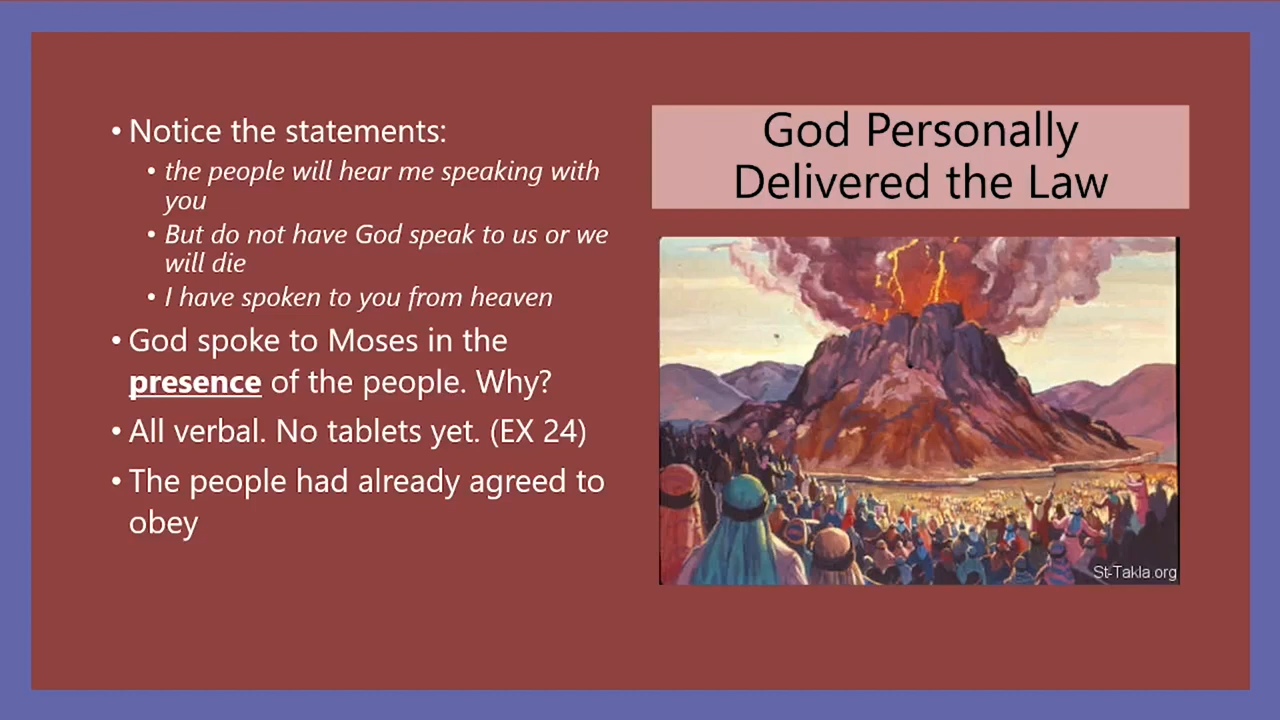 • Notice the statements:
• the people will hear me speaking with
you
• But do not have God speak to us or we
will die
• I have spoken to you from heaven
• God spoke to Moses in the
presence of the people. Why?
• All verbal. No tablets yet. (EX 24)
• The people had already agreed to
obey
God Personally
Delivered the Law
St-Takla.org